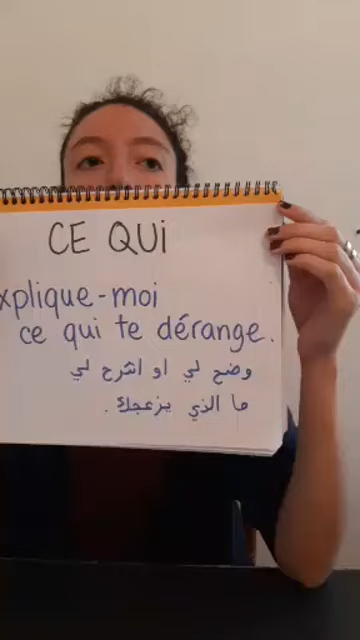 CE QUi
xplique-moi
ce qui te dérange.
وضح لي او اشرح لي
ما الذي يزعجك.